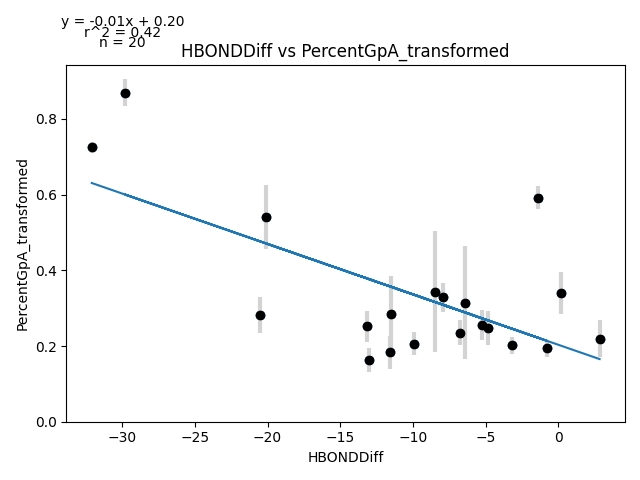 y = -0.01x + 0.20
r^2 = 0.42
n = 20
HBONDDiff vs PercentGpA_transformed
PercentGpA_transformed
0.8
0.6
0.4
0.2
0.0
−30
−25
−20
−15
−10
−5
0
HBONDDiff